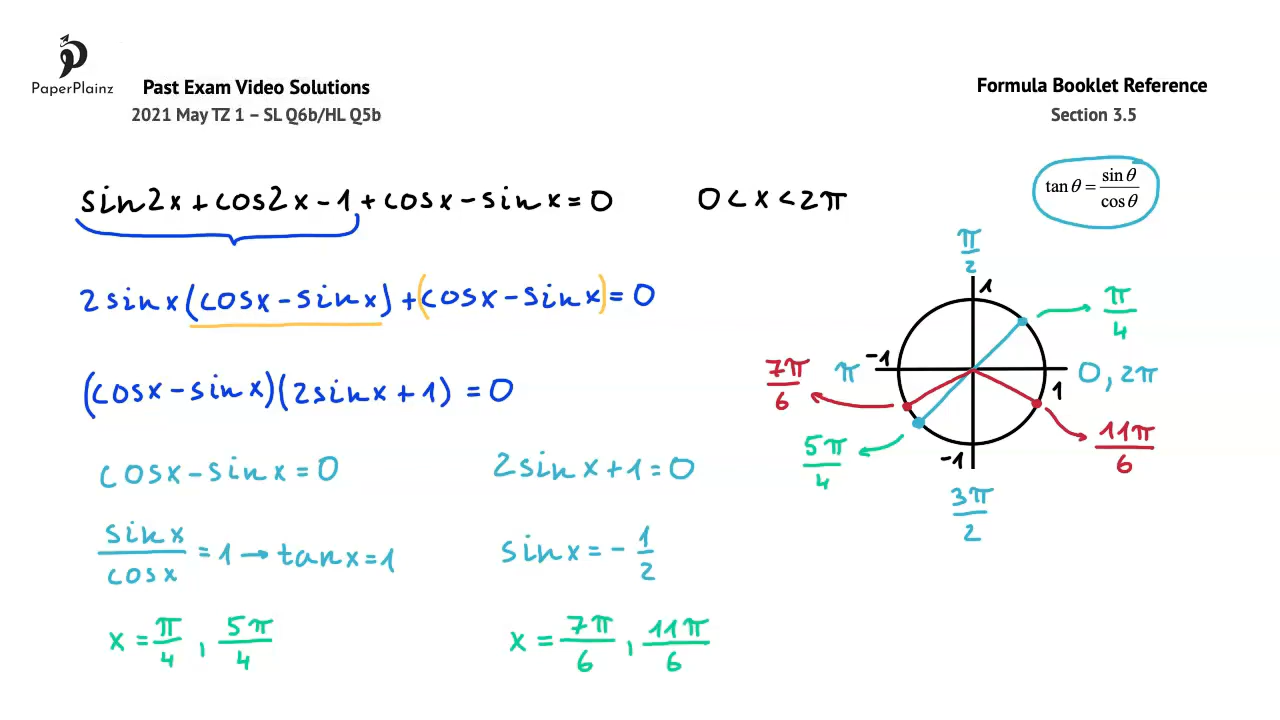 PaperPlainz
Past Exam Video Solutions
2021 May TZ 1 – SL Q6b/HL Q5b
Formula Booklet Reference
Section 3.5
tan θ = sin θ / cos θ
sin2x + cos2x - 1 + cosx - sinx = 0
0 < x < 2π
2sinx(cosx - sinx) + (cosx - sinx) = 0
(cosx - sinx)(2sinx + 1) = 0
cosx - sinx = 0
sinx / cosx = 1 → tanx = 1
x = π/4 , 5π/4
2sinx + 1 = 0
sinx = - 1/2
x = 7π/6 , 11π/6
π/2
1
π/4
7π/6
π
-1
0, 2π
1
5π/4
11π/6
-1
3π/2